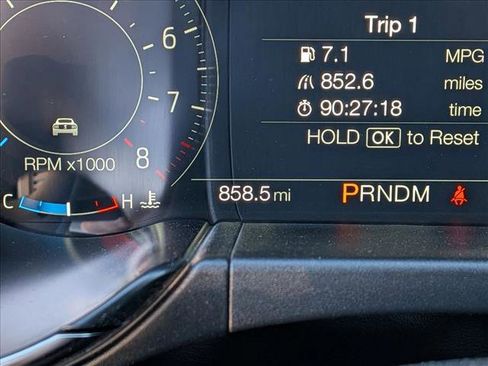 Trip 1
6
7.1 MPG
852.6 miles
7
90:27:18 time
HOLD OK to Reset
8
RPM x1000
C H
858.5 mi PRNDM